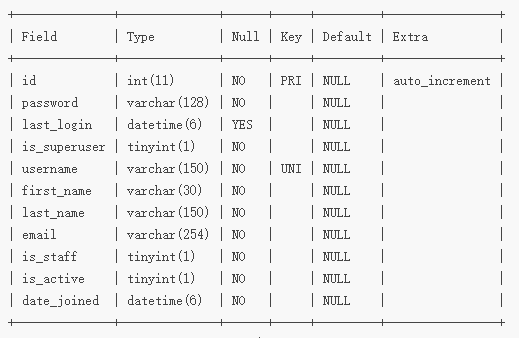 | Field | Type | Null | Key | Default | Extra |
| id | int(11) | NO | PRI | NULL | auto_increment |
| password | varchar(128) | NO | | NULL | |
| last_login | datetime(6) | YES | | NULL | |
| is_superuser | tinyint(1) | NO | | NULL | |
| username | varchar(150) | NO | UNI | NULL | |
| first_name | varchar(30) | NO | | NULL | |
| last_name | varchar(150) | NO | | NULL | |
| email | varchar(254) | NO | | NULL | |
| is_staff | tinyint(1) | NO | | NULL | |
| is_active | tinyint(1) | NO | | NULL | |
| date_joined | datetime(6) | NO | | NULL | |